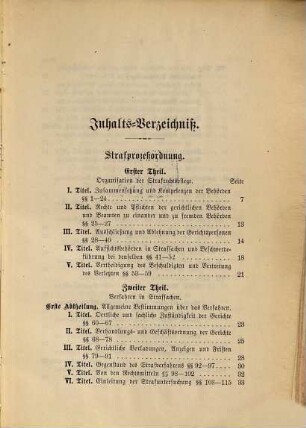 Inhalts-Verzeichniß.
Strafprozeßordnung.
Erster Theil.
Organisation der Strafrechtspflege. Seite
I. Titel. Zusammensetzung und Kompetenzen der Behörden
§§ 1–24 7
II. Titel. Rechte und Pflichten der gerichtlichen Behörden
und Beamten zu einander und zu fremden Behörden
§§ 25–27 13
III. Titel. Ausschließung und Ablehnung der Gerichtspersonen
§§ 28–40 14
IV. Titel. Aufsichtsbehörden in Strafsachen und Beschwerde-
führung bei denselben §§ 41–52 18
V. Titel. Vertheidigung des Beschuldigten und Vertretung
des Verletzten §§ 53–59 21
Zweiter Theil.
Verfahren in Strafsachen.
Erste Abtheilung. Allgemeine Bestimmungen über das Verfahren.
I. Titel. Oertliche und sachliche Zuständigkeit der Gerichte
§§ 60–67 23
II. Titel. Verhandlungs- und Geschäftsordnung der Gerichte
§§ 68–78 25
III. Titel. Gerichtliche Vorladungen, Anzeigen und Fristen
§§ 79–91 28
IV. Titel. Gegenstand des Strafverfahrens §§ 92–97 30
V. Titel. Von den Rechtsmitteln §§ 98–102 32
VI. Titel. Einleitung der Strafuntersuchung §§ 103–115 33